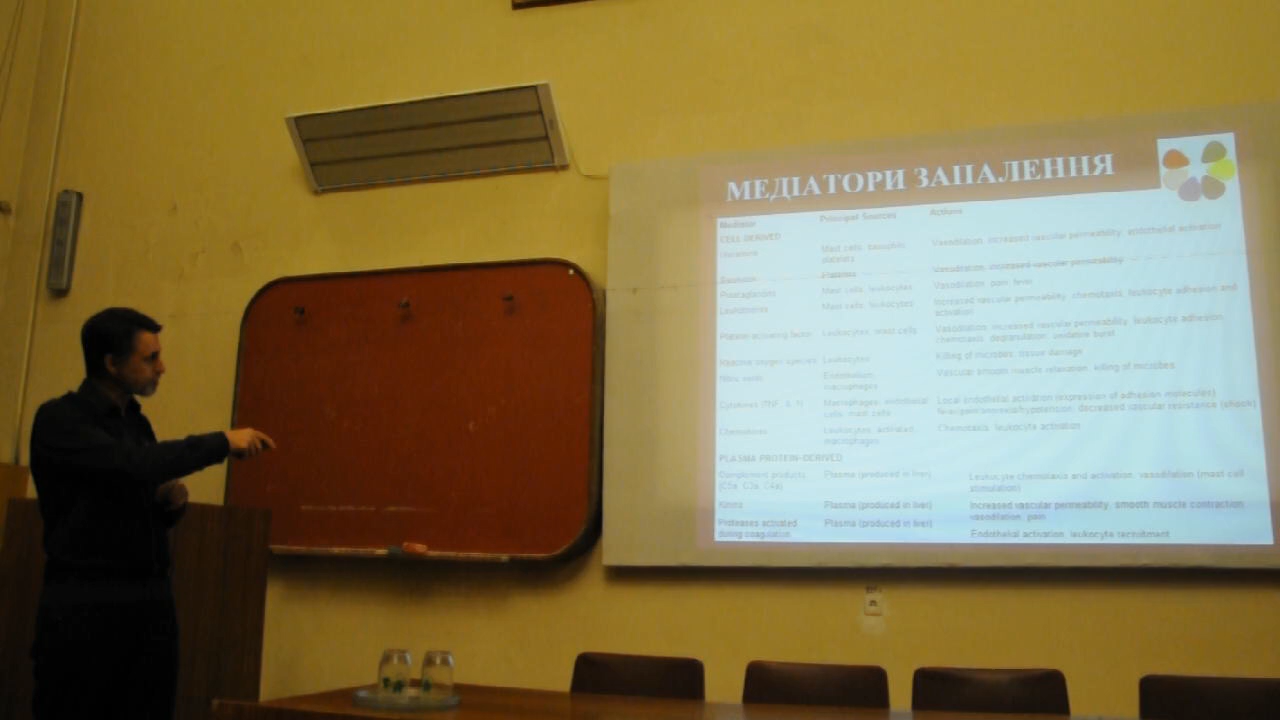 МЕДІАТОРИ ЗАПАЛЕННЯ
Mediator Principal Sources Actions
CELL-DERIVED
Histamine Mast cells, basophils, platelets Vasodilation, increased vascular permeability, endothelial activation
Serotonin Platelets Vasodilation, increased vascular permeability
Prostaglandins Mast cells, leukocytes Vasodilation, pain, fever
Leukotrienes Mast cells, leukocytes Increased vascular permeability, chemotaxis, leukocyte adhesion and
activation
Platelet-activating factor Leukocytes, mast cells Vasodilation, increased vascular permeability, leukocyte adhesion,
chemotaxis, degranulation, oxidative burst
Reactive oxygen species Leukocytes Killing of microbes, tissue damage
Nitric oxide Endothelium, macrophages Vascular smooth muscle relaxation, killing of microbes
Cytokines (TNF, IL-1) Macrophages, endothelial cells, mast cells Local endothelial activation (expression of adhesion molecules),
fever/pain/anorexia/hypotension, decreased vascular resistance (shock)
Chemokines Leukocytes, activated macrophages Chemotaxis, leukocyte activation
PLASMA PROTEIN–DERIVED
Complement products (C5a, C3a, C4a) Plasma (produced in liver) Leukocyte chemotaxis and activation, vasodilation (mast cell
stimulation)
Kinins Plasma (produced in liver) Increased vascular permeability, smooth muscle contraction,
vasodilation, pain
Proteases activated during coagulation Plasma (produced in liver) Endothelial activation, leukocyte recruitment